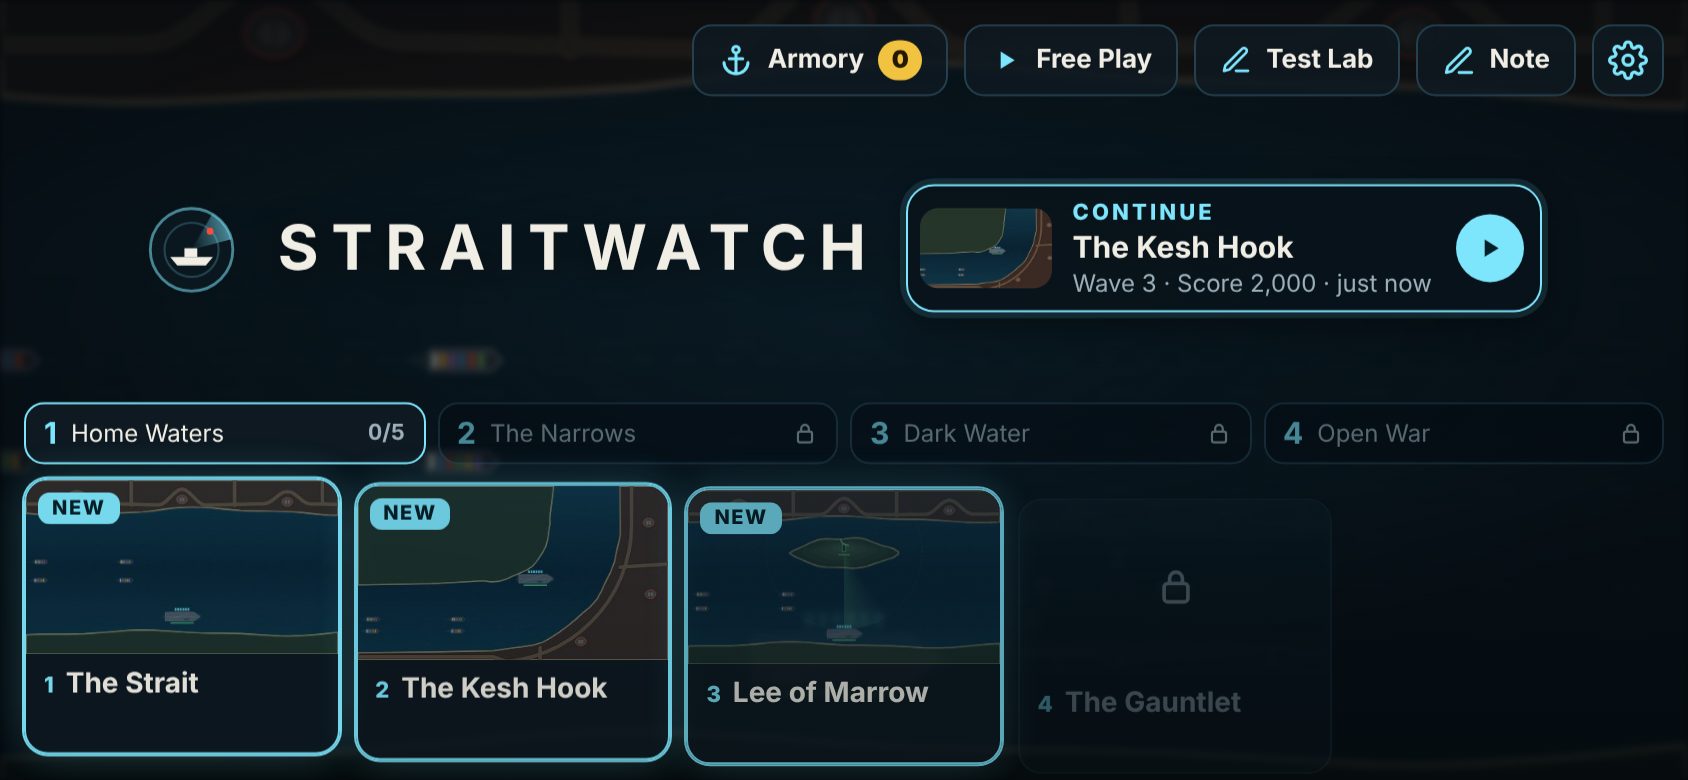 Armory 0 Free Play Test Lab Note
STRAITWATCH
CONTINUE
The Kesh Hook
Wave 3 · Score 2,000 · just now
1 Home Waters 0/5 2 The Narrows 3 Dark Water 4 Open War
NEW NEW NEW
1 The Strait 2 The Kesh Hook 3 Lee of Marrow 4 The Gauntlet